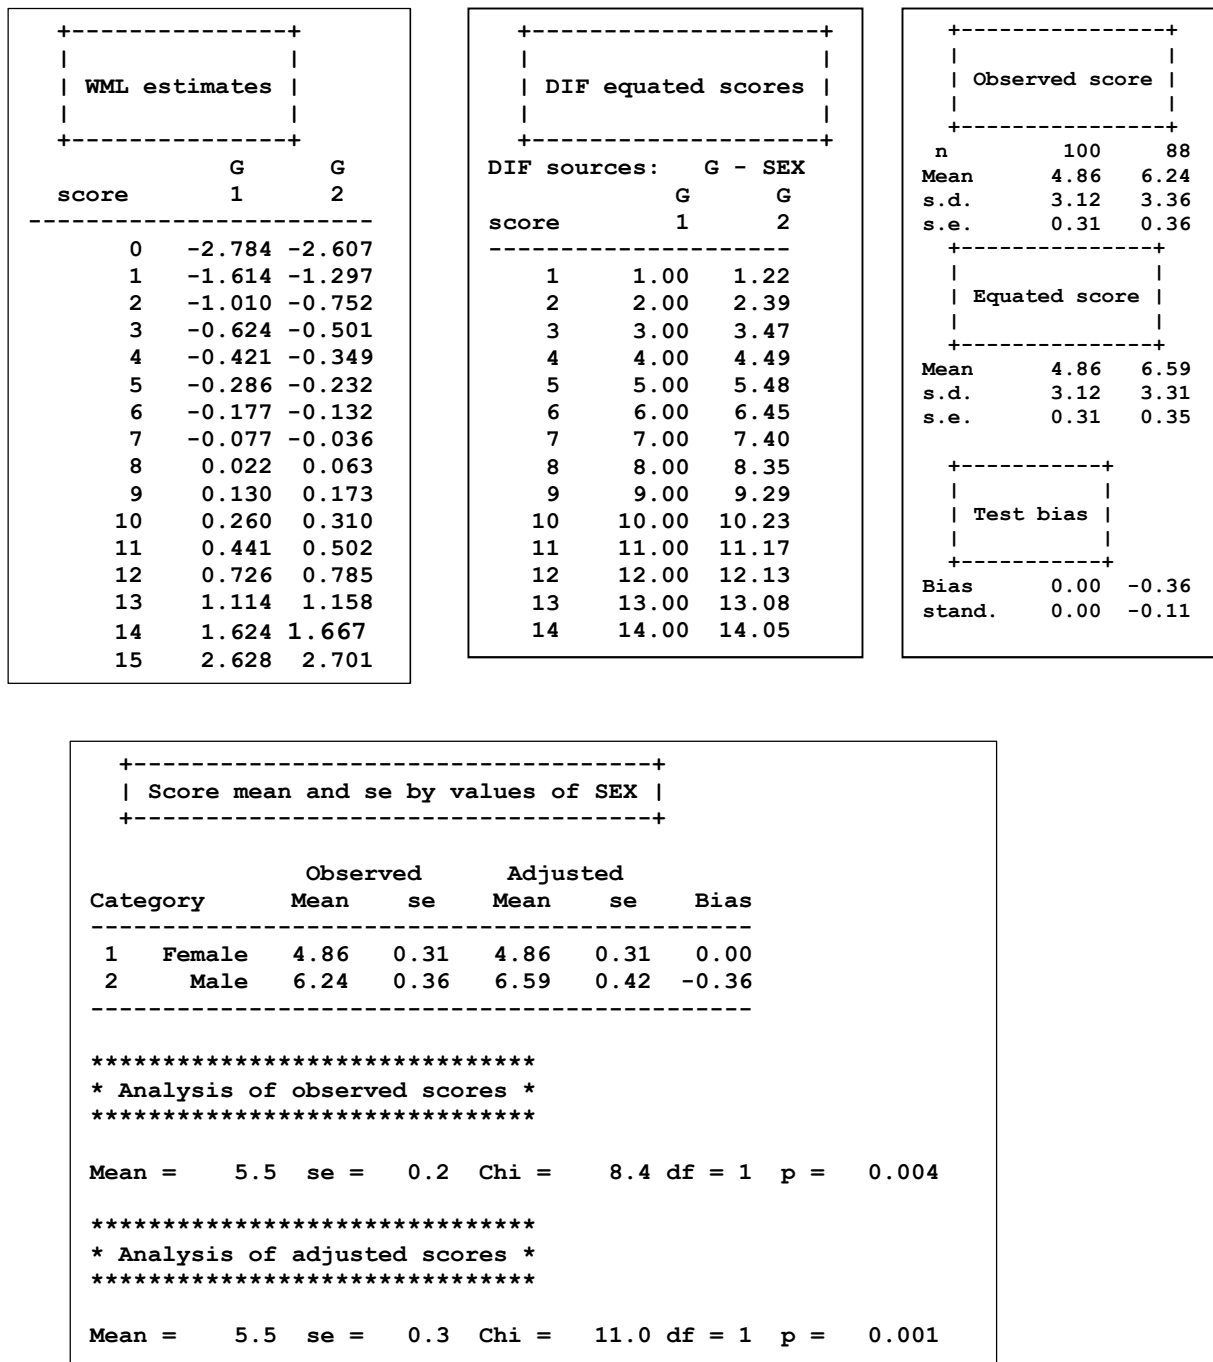 +---------------+
|               |
| WML estimates |
|               |
+---------------+
G G
score 1 2
------------------------
0 -2.784 -2.607
1 -1.614 -1.297
2 -1.010 -0.752
3 -0.624 -0.501
4 -0.421 -0.349
5 -0.286 -0.232
6 -0.177 -0.132
7 -0.077 -0.036
8 0.022 0.063
9 0.130 0.173
10 0.260 0.310
11 0.441 0.502
12 0.726 0.785
13 1.114 1.158
14 1.624 1.667
15 2.628 2.701
+--------------------+
|                    |
| DIF equated scores |
|                    |
+--------------------+
DIF sources: G - SEX
G G
score 1 2
---------------------
1 1.00 1.22
2 2.00 2.39
3 3.00 3.47
4 4.00 4.49
5 5.00 5.48
6 6.00 6.45
7 7.00 7.40
8 8.00 8.35
9 9.00 9.29
10 10.00 10.23
11 11.00 11.17
12 12.00 12.13
13 13.00 13.08
14 14.00 14.05
+----------------+
|                |
| Observed score |
|                |
+----------------+
n 100 88
Mean 4.86 6.24
s.d. 3.12 3.36
s.e. 0.31 0.36
+---------------+
|               |
| Equated score |
|               |
+---------------+
Mean 4.86 6.59
s.d. 3.12 3.31
s.e. 0.31 0.35
+-----------+
|           |
| Test bias |
|           |
+-----------+
Bias 0.00 -0.36
stand. 0.00 -0.11
+-----------------------------------+
| Score mean and se by values of SEX |
+-----------------------------------+
Observed Adjusted
Category Mean se Mean se Bias
---------------------------------------------
1 Female 4.86 0.31 4.86 0.31 0.00
2 Male 6.24 0.36 6.59 0.42 -0.36
---------------------------------------------
******************************
* Analysis of observed scores *
******************************
Mean = 5.5 se = 0.2 Chi = 8.4 df = 1 p = 0.004
******************************
* Analysis of adjusted scores *
******************************
Mean = 5.5 se = 0.3 Chi = 11.0 df = 1 p = 0.001